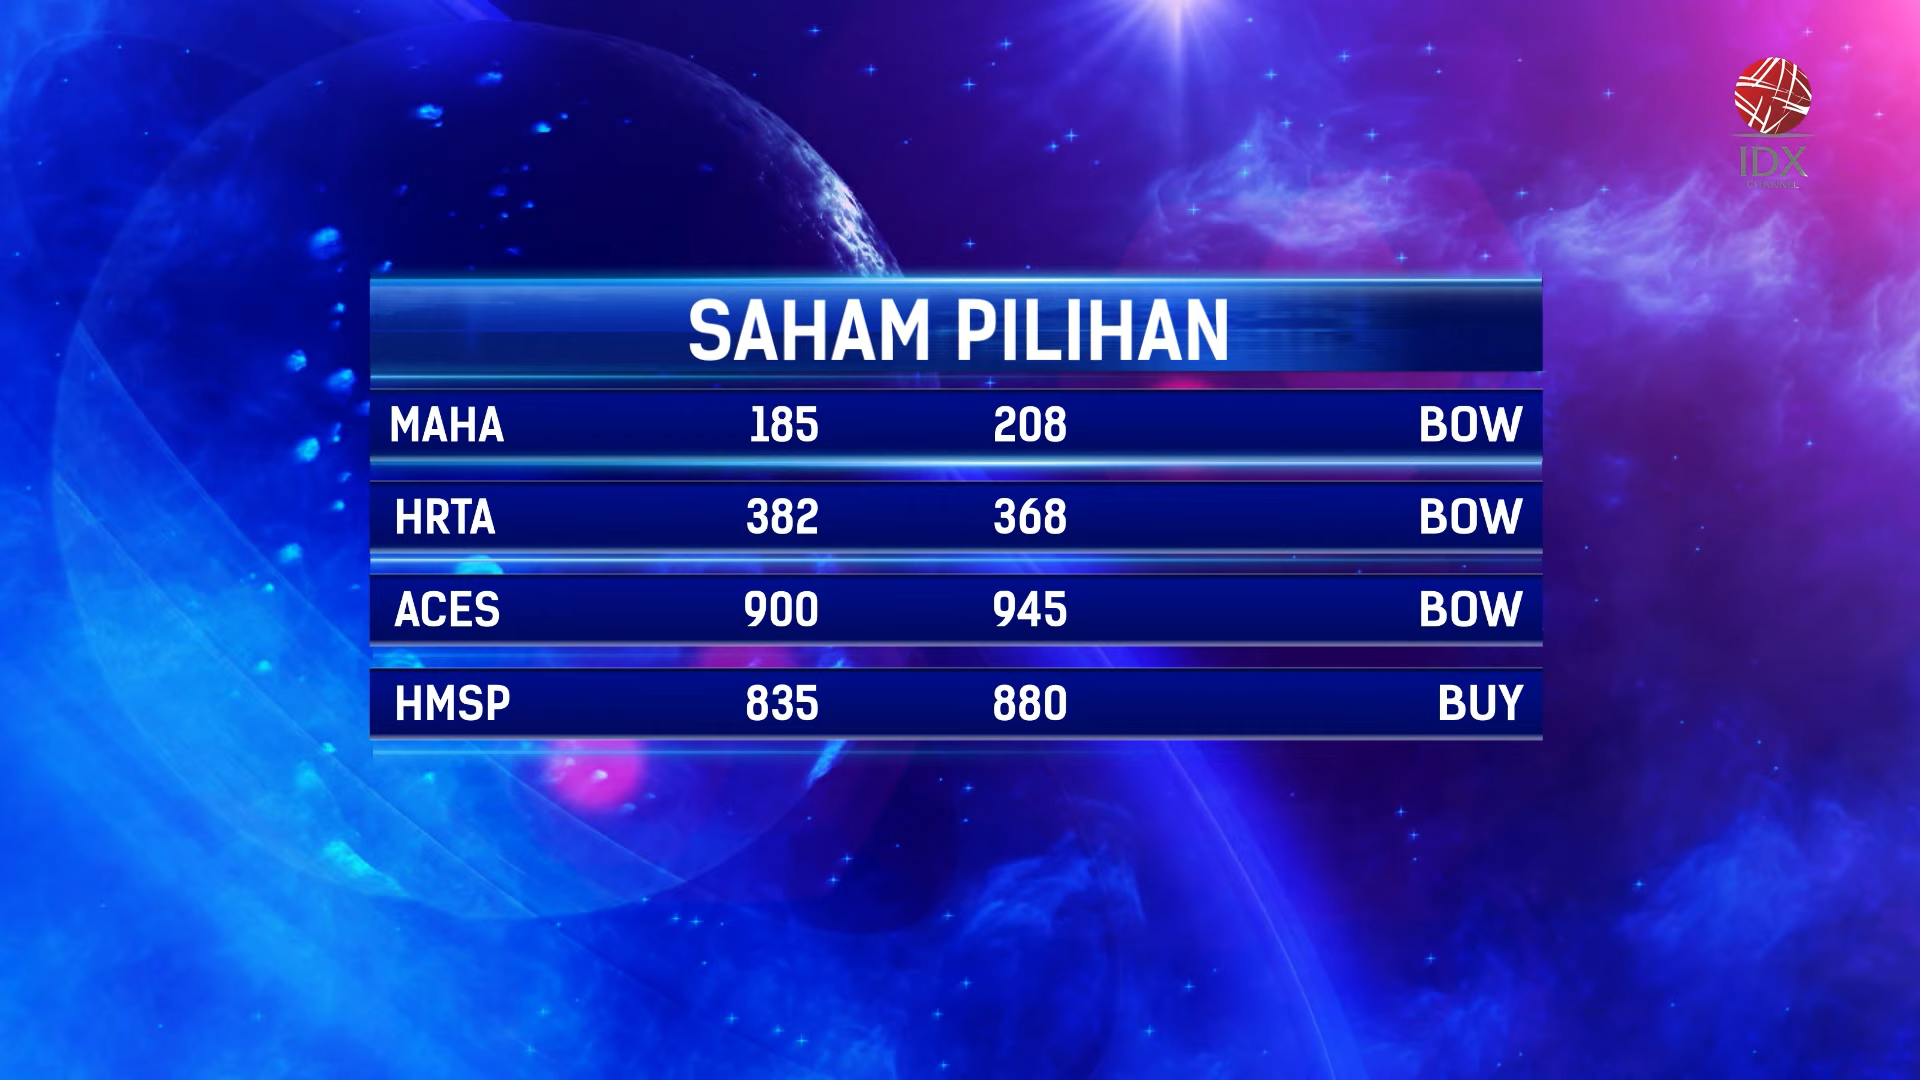 IDX
CHANNEL
SAHAM PILIHAN
MAHA 185 208 BOW
HRTA 382 368 BOW
ACES 900 945 BOW
HMSP 835 880 BUY